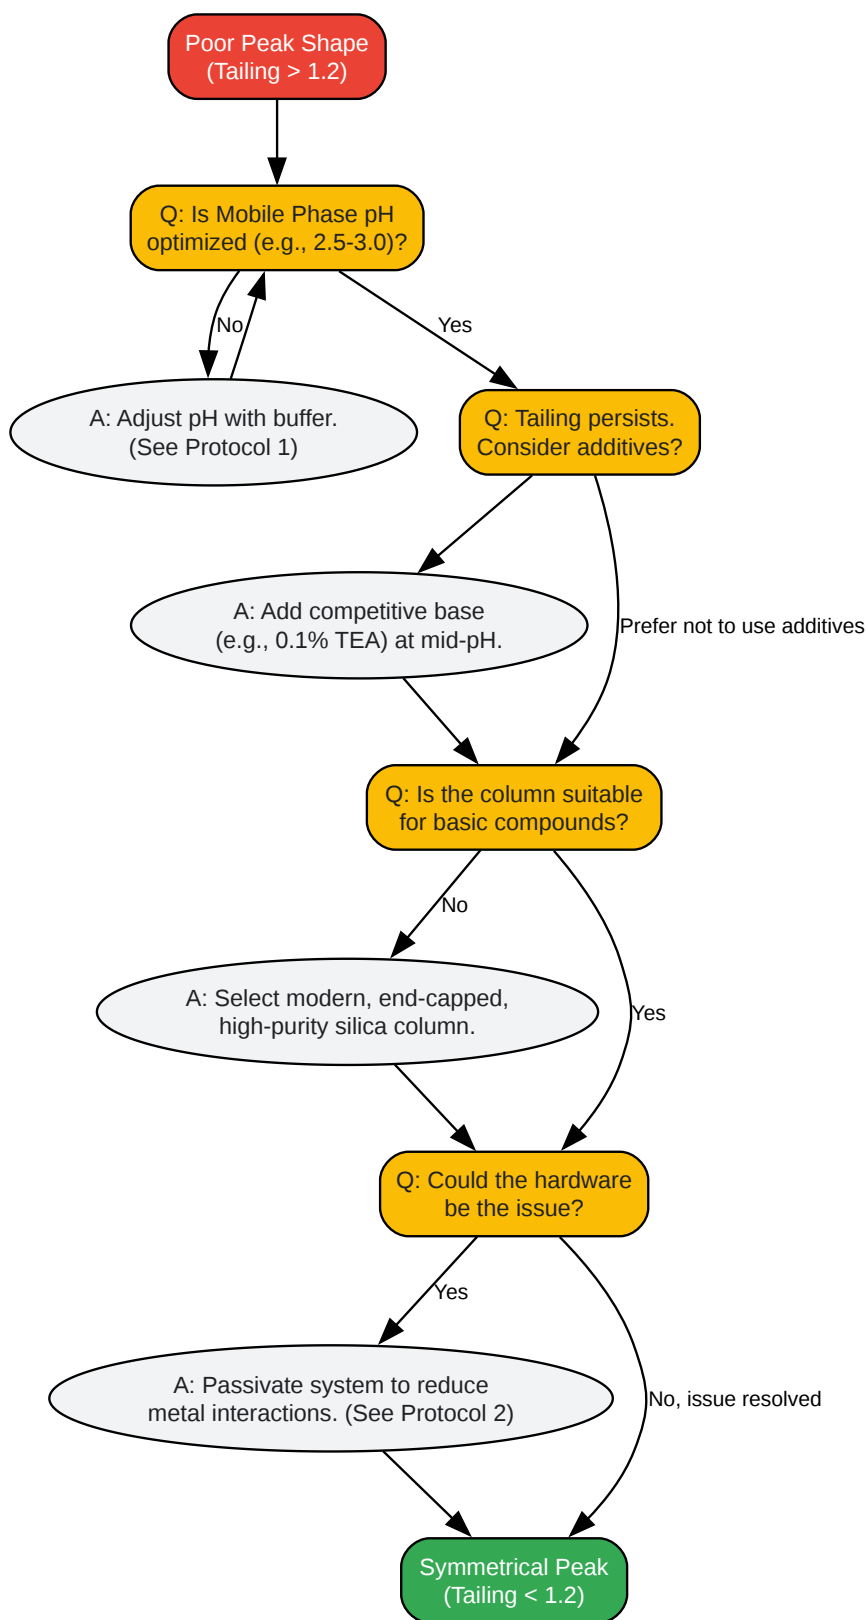 Poor Peak Shape
(Tailing > 1.2)
Q: Is Mobile Phase pH
optimized (e.g., 2.5-3.0)?
No
Yes
A: Adjust pH with buffer.
(See Protocol 1)
Q: Tailing persists.
Consider additives?
A: Add competitive base
(e.g., 0.1% TEA) at mid-pH.
Prefer not to use additives
Q: Is the column suitable
for basic compounds?
No
A: Select modern, end-capped,
high-purity silica column.
Yes
Q: Could the hardware
be the issue?
Yes
A: Passivate system to reduce
metal interactions. (See Protocol 2)
No, issue resolved
Symmetrical Peak
(Tailing < 1.2)